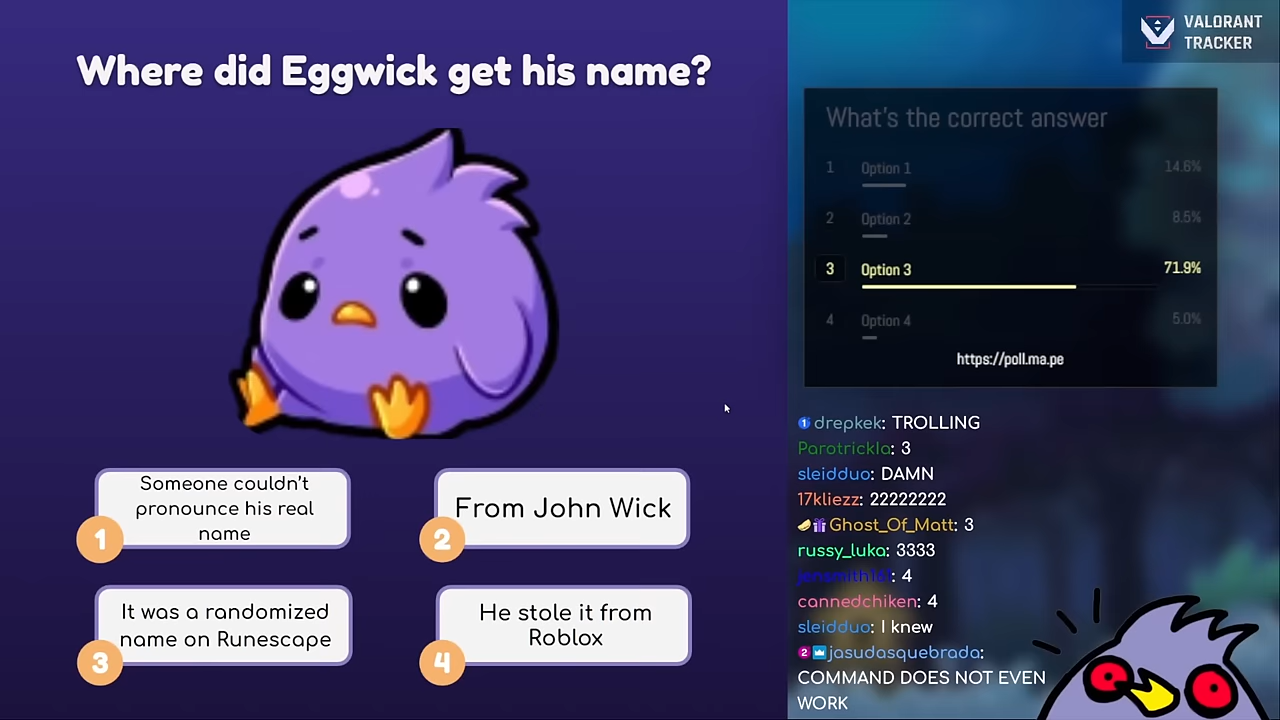 Where did Eggwick get his name?
Someone couldn't
pronounce his real
name
1
From John Wick
2
It was a randomized
name on Runescape
3
He stole it from
Roblox
4
VALORANT
TRACKER
What's the correct answer
1 Option 1 14.6%
2 Option 2 8.5%
3 Option 3 71.9%
4 Option 4 5.0%
https://poll.ma.pe
1 drepkek: TROLLING
Parotrickla: 3
sleidduo: DAMN
17kliezz: 22222222
Ghost_Of_Matt: 3
russy_luka: 3333
: 4
cannedchiken: 4
sleidduo: I knew
2 jasudasquebrada:
COMMAND DOES NOT EVEN
WORK